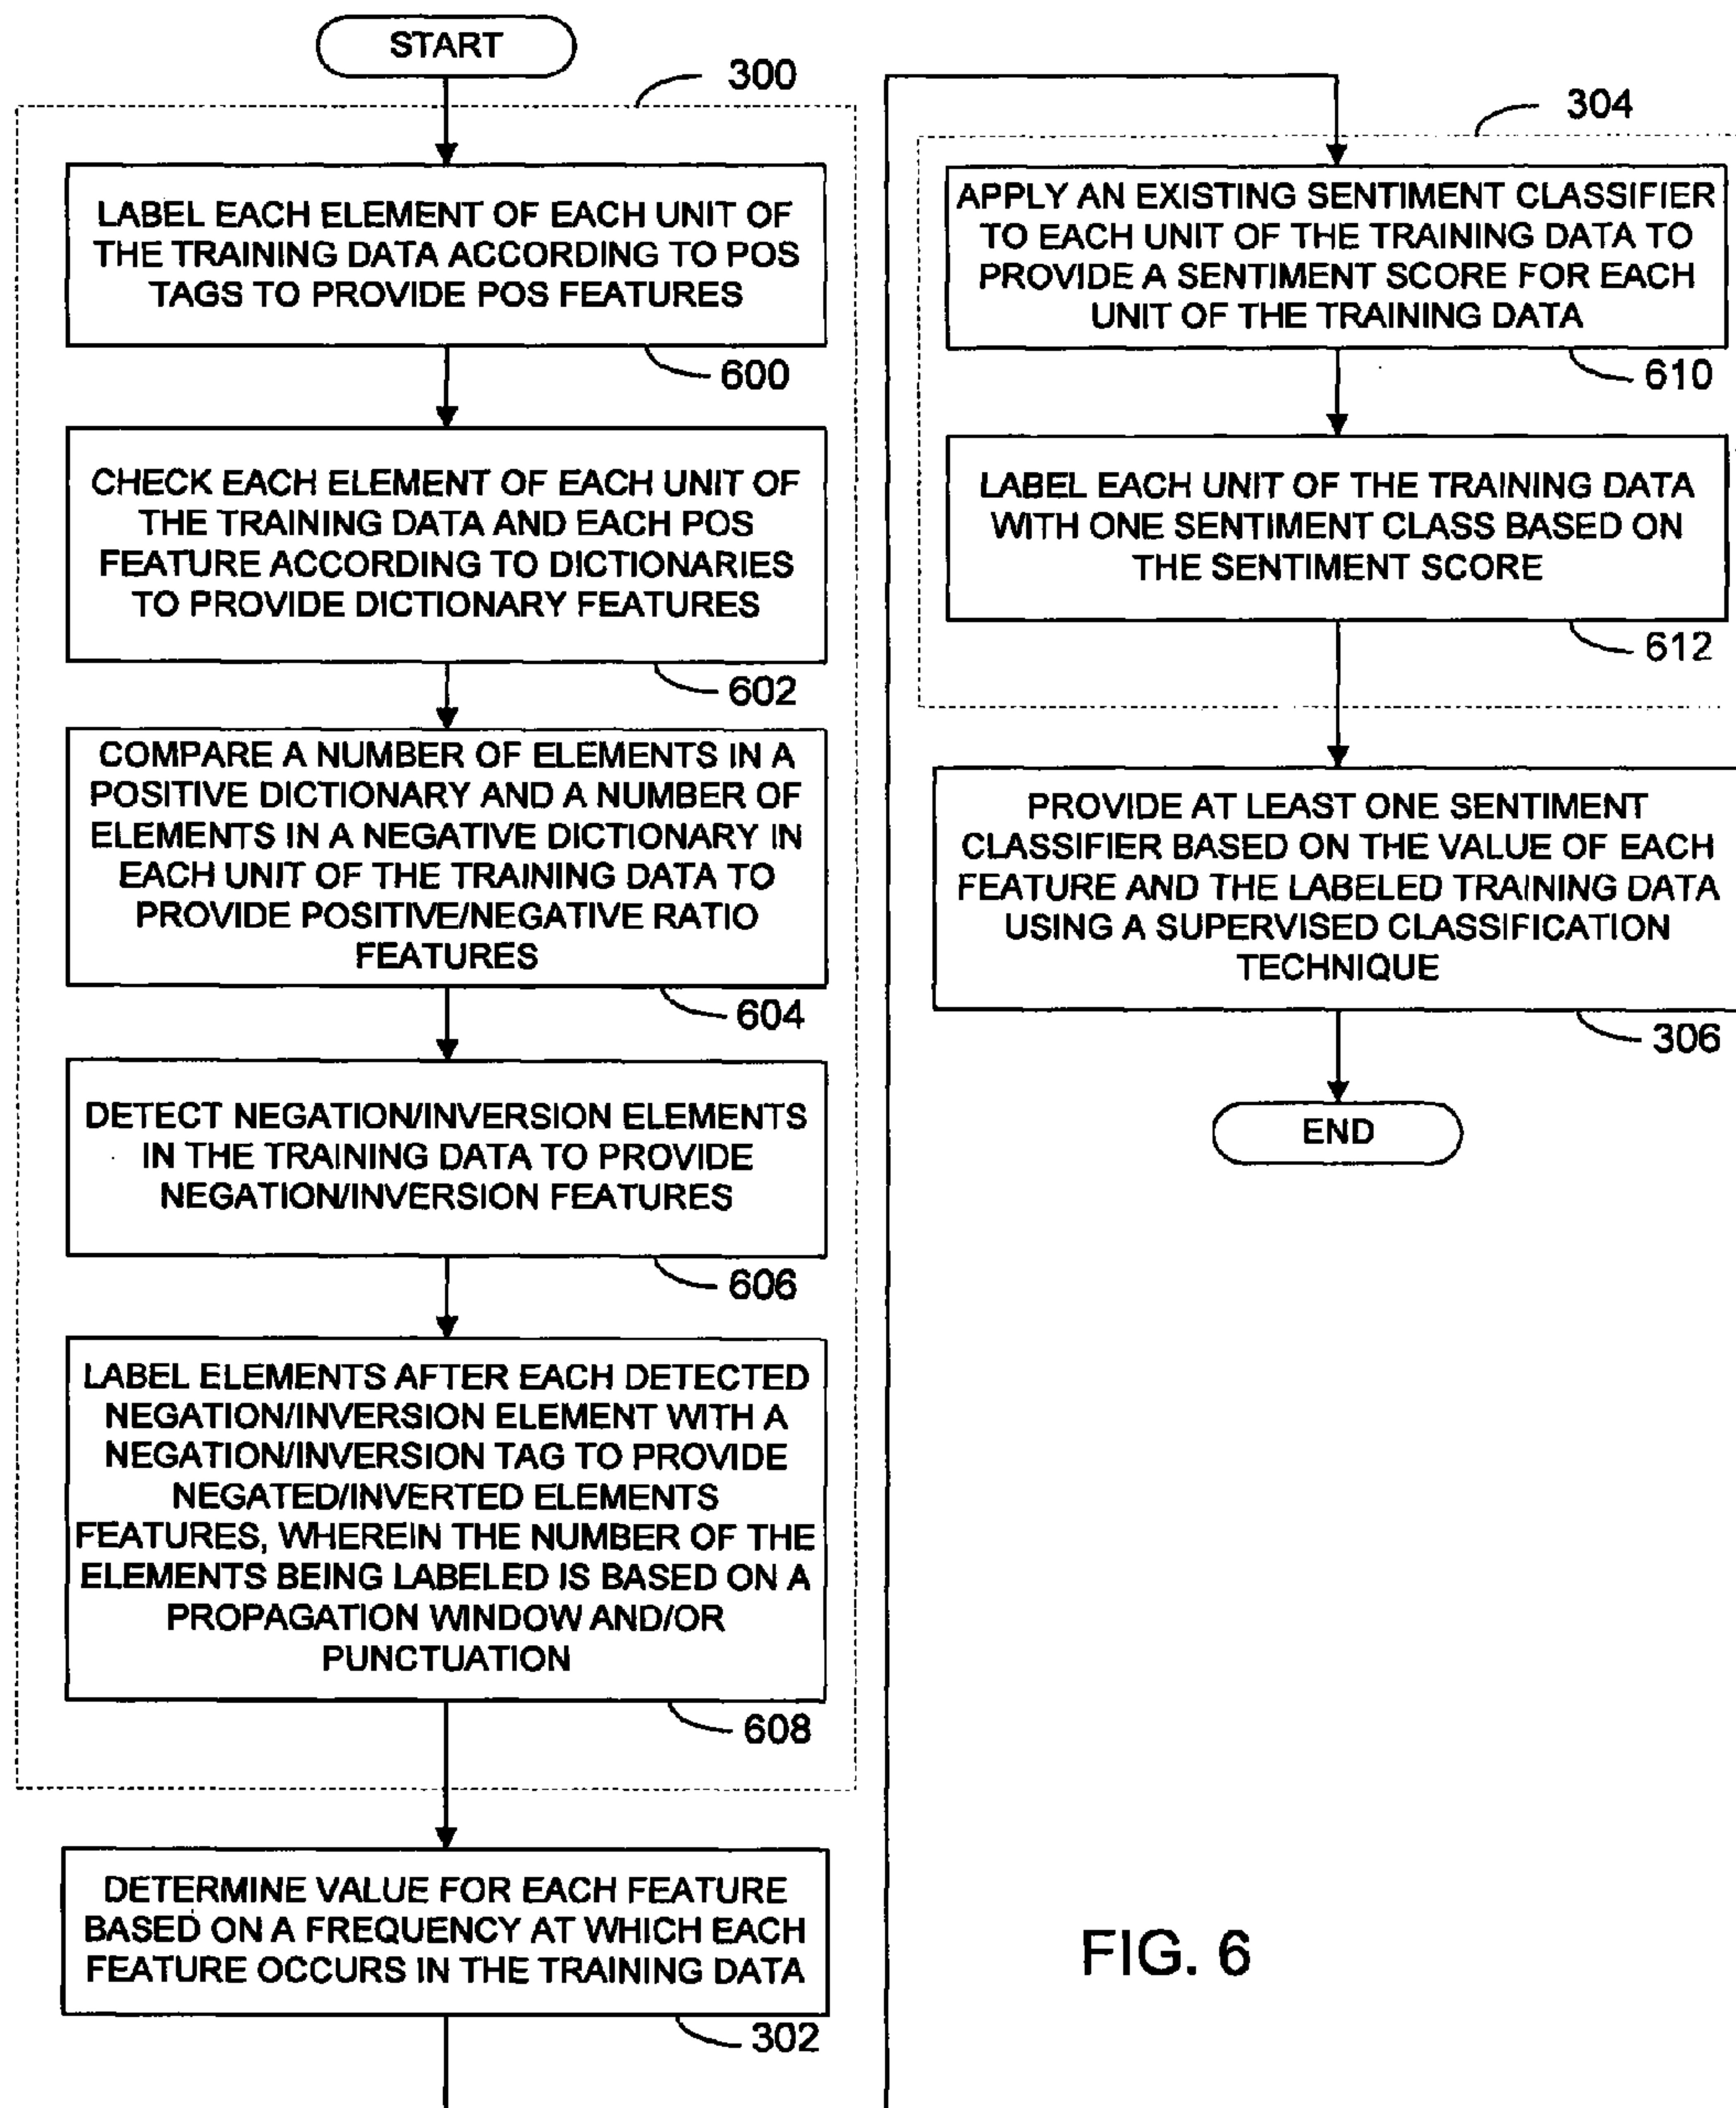 START
300
LABEL EACH ELEMENT OF EACH UNIT OF
THE TRAINING DATA ACCORDING TO POS
TAGS TO PROVIDE POS FEATURES
600
CHECK EACH ELEMENT OF EACH UNIT OF
THE TRAINING DATA AND EACH POS
FEATURE ACCORDING TO DICTIONARIES
TO PROVIDE DICTIONARY FEATURES
602
COMPARE A NUMBER OF ELEMENTS IN A
POSITIVE DICTIONARY AND A NUMBER OF
ELEMENTS IN A NEGATIVE DICTIONARY IN
EACH UNIT OF THE TRAINING DATA TO
PROVIDE POSITIVE/NEGATIVE RATIO
FEATURES
604
DETECT NEGATION/INVERSION ELEMENTS
IN THE TRAINING DATA TO PROVIDE
NEGATION/INVERSION FEATURES
606
LABEL ELEMENTS AFTER EACH DETECTED
NEGATION/INVERSION ELEMENT WITH A
NEGATION/INVERSION TAG TO PROVIDE
NEGATED/INVERTED ELEMENTS
FEATURES, WHEREIN THE NUMBER OF THE
ELEMENTS BEING LABELED IS BASED ON A
PROPAGATION WINDOW AND/OR
PUNCTUATION
608
DETERMINE VALUE FOR EACH FEATURE
BASED ON A FREQUENCY AT WHICH EACH
FEATURE OCCURS IN THE TRAINING DATA
302
304
APPLY AN EXISTING SENTIMENT CLASSIFIER
TO EACH UNIT OF THE TRAINING DATA TO
PROVIDE A SENTIMENT SCORE FOR EACH
UNIT OF THE TRAINING DATA
610
LABEL EACH UNIT OF THE TRAINING DATA
WITH ONE SENTIMENT CLASS BASED ON
THE SENTIMENT SCORE
612
PROVIDE AT LEAST ONE SENTIMENT
CLASSIFIER BASED ON THE VALUE OF EACH
FEATURE AND THE LABELED TRAINING DATA
USING A SUPERVISED CLASSIFICATION
TECHNIQUE
306
END
FIG. 6